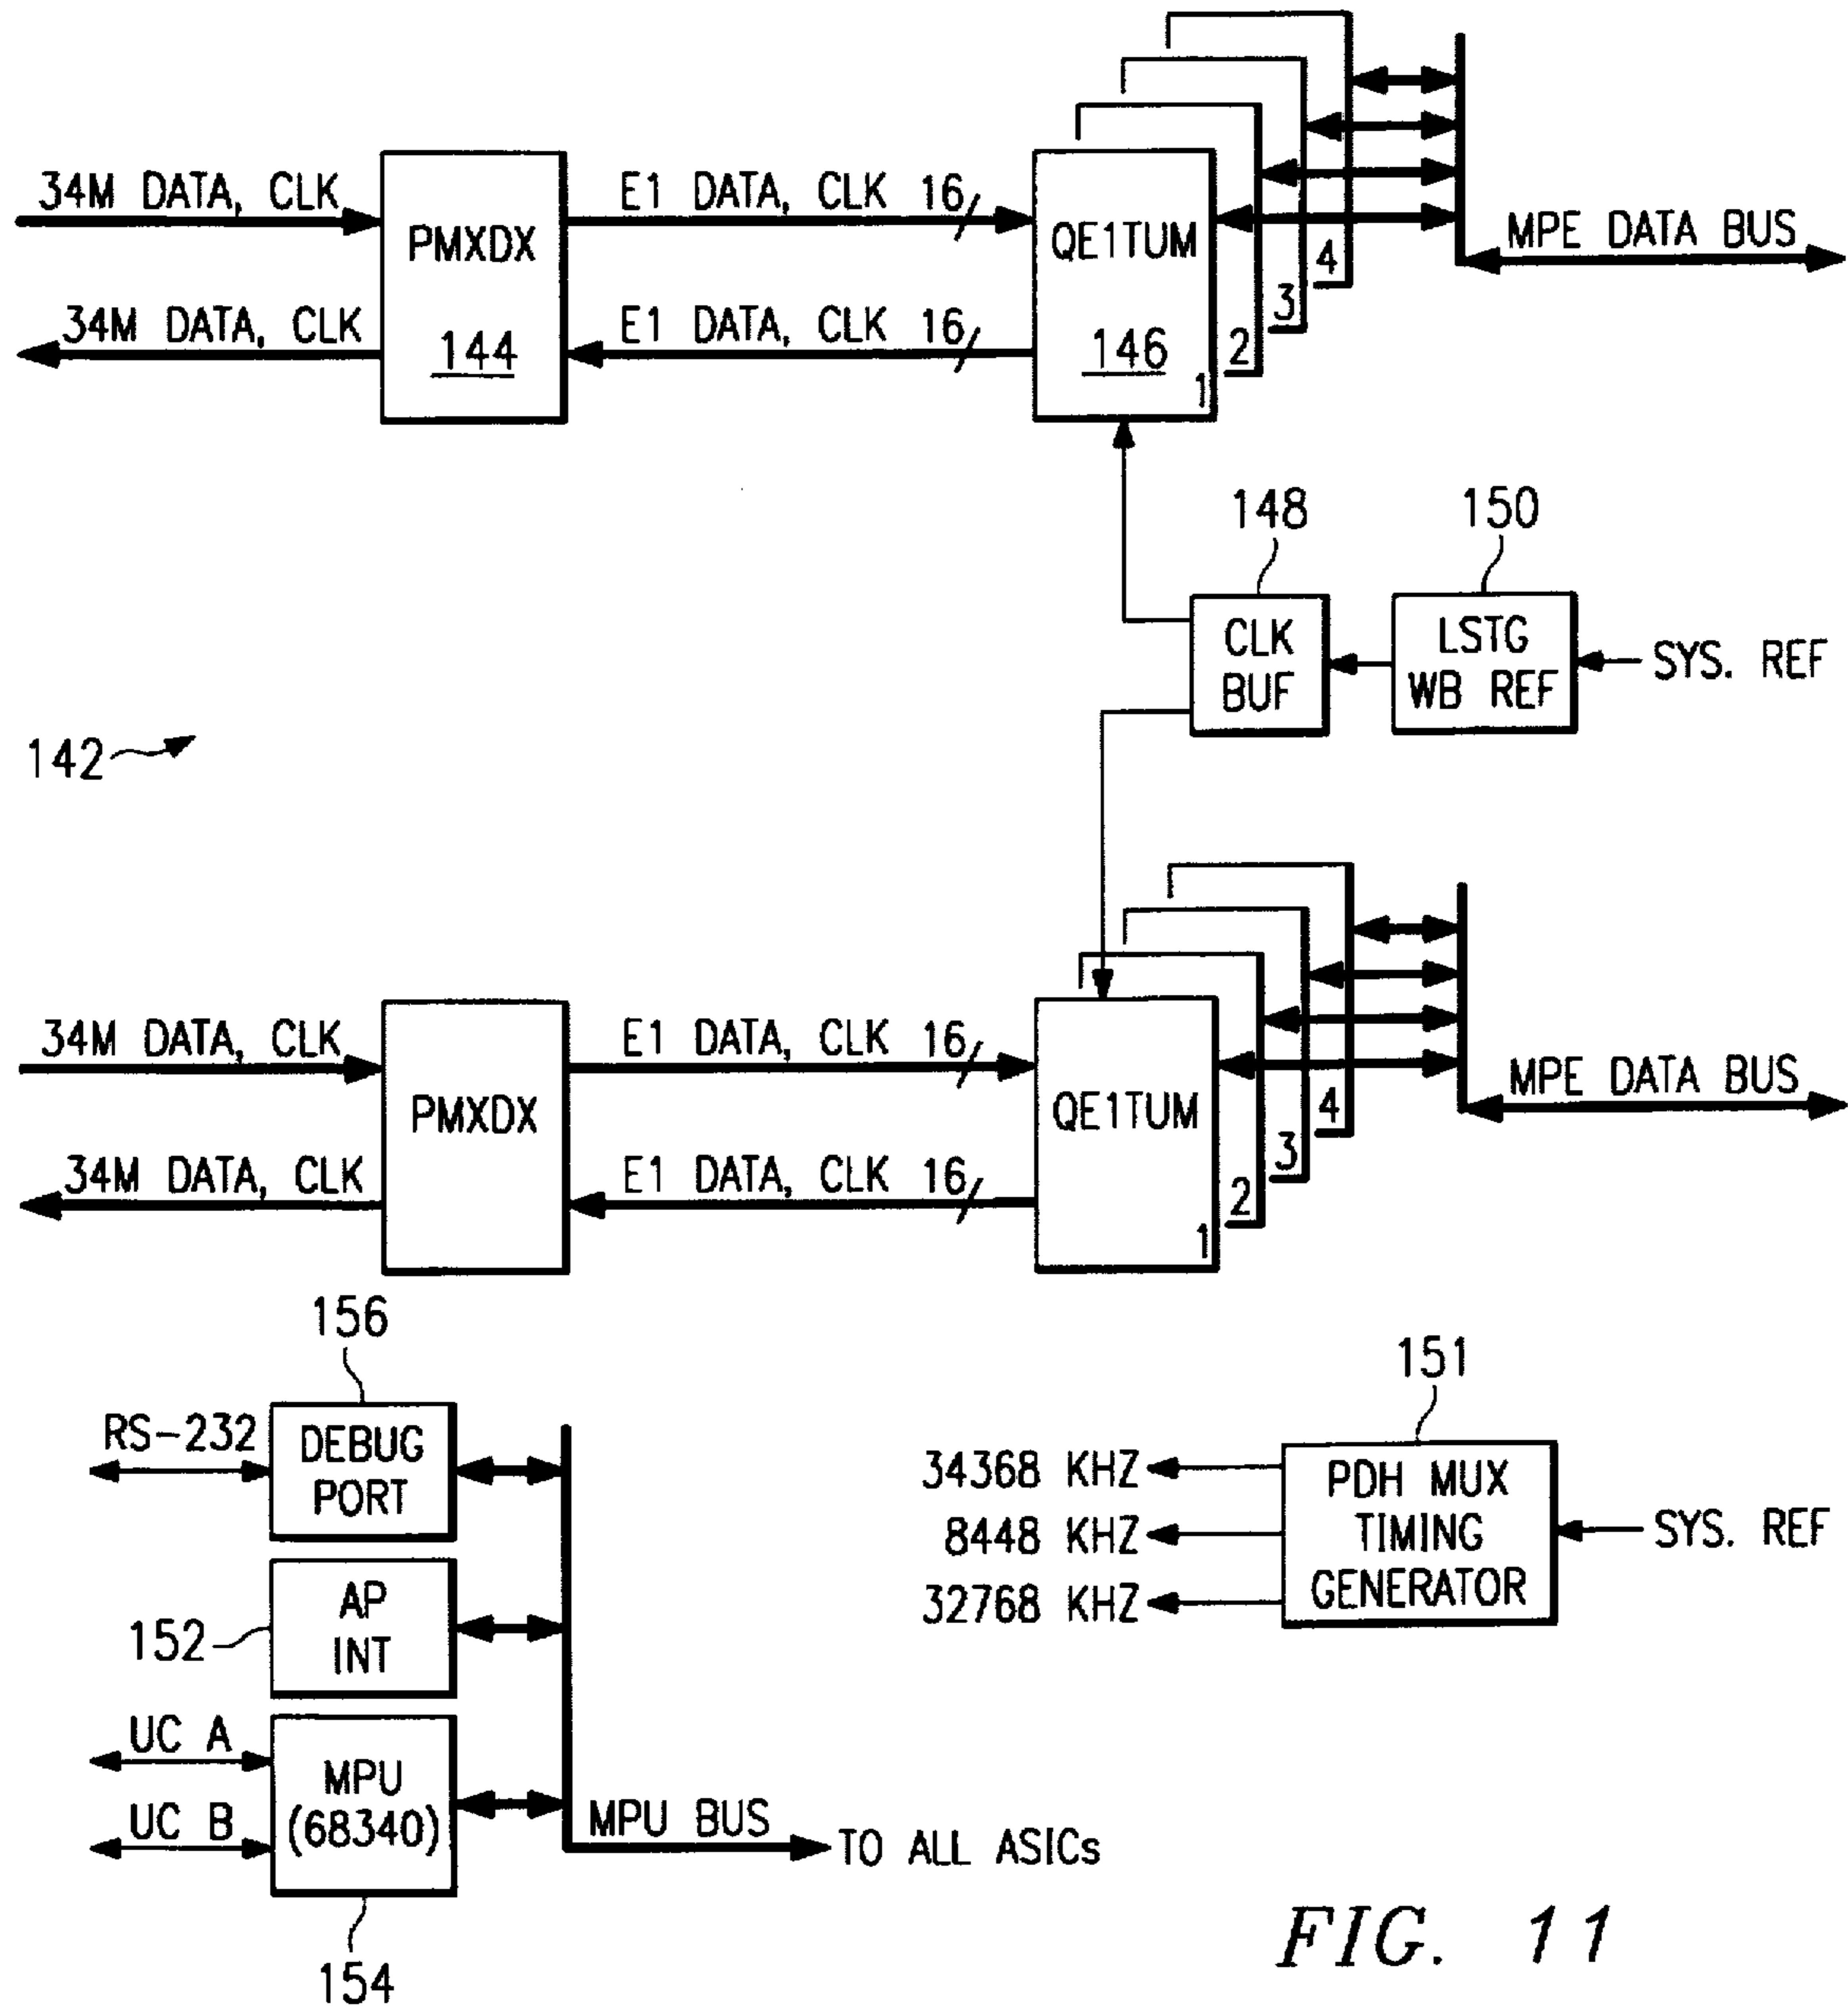 34M DATA, CLK
E1 DATA, CLK 16
34M DATA, CLK
E1 DATA, CLK 16
PMXDX
144
QE1TUM
146
1
2
3
4
MPE DATA BUS
148
150
CLK
BUF
LSTG
WB REF
SYS. REF
142
34M DATA, CLK
E1 DATA, CLK 16
34M DATA, CLK
E1 DATA, CLK 16
PMXDX
QE1TUM
1
2
3
4
MPE DATA BUS
156
RS-232
DEBUG
PORT
152
AP
INT
UC A
UC B
MPU
(68340)
154
MPU BUS
TO ALL ASICs
151
34368 KHZ
8448 KHZ
32768 KHZ
PDH MUX
TIMING
GENERATOR
SYS. REF
FIG. 11